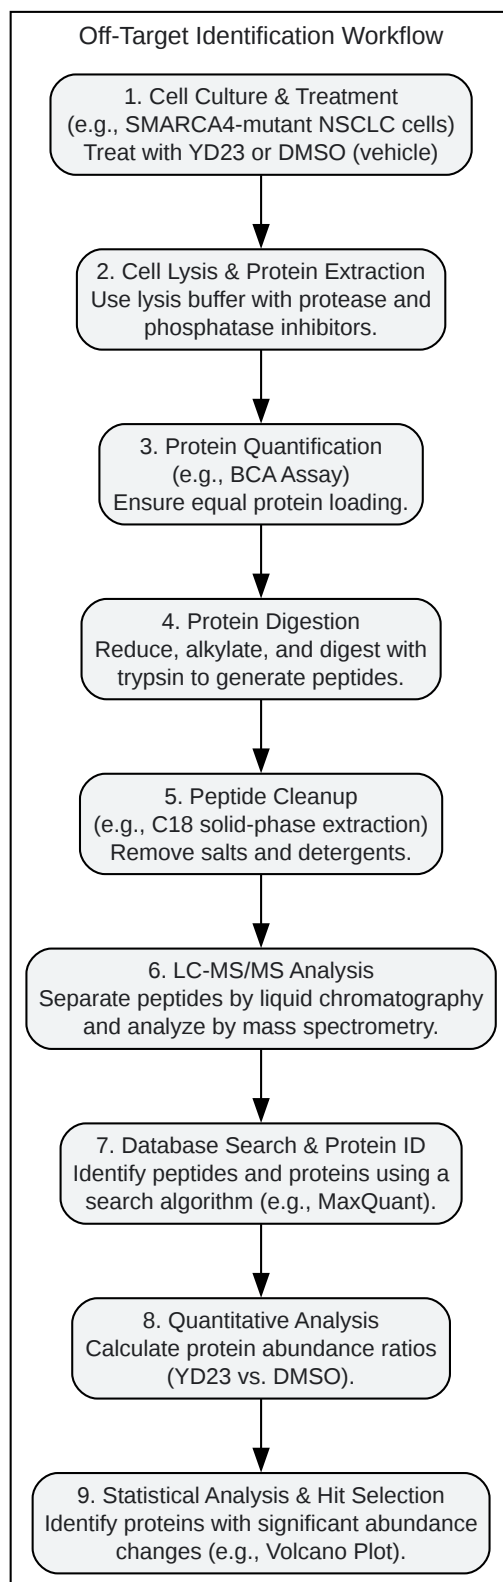 Off-Target Identification Workflow
1. Cell Culture & Treatment
(e.g., SMARCA4-mutant NSCLC cells)
Treat with YD23 or DMSO (vehicle)
2. Cell Lysis & Protein Extraction
Use lysis buffer with protease and
phosphatase inhibitors.
3. Protein Quantification
(e.g., BCA Assay)
Ensure equal protein loading.
4. Protein Digestion
Reduce, alkylate, and digest with
trypsin to generate peptides.
5. Peptide Cleanup
(e.g., C18 solid-phase extraction)
Remove salts and detergents.
6. LC-MS/MS Analysis
Separate peptides by liquid chromatography
and analyze by mass spectrometry.
7. Database Search & Protein ID
Identify peptides and proteins using a
search algorithm (e.g., MaxQuant).
8. Quantitative Analysis
Calculate protein abundance ratios
(YD23 vs. DMSO).
9. Statistical Analysis & Hit Selection
Identify proteins with significant abundance
changes (e.g., Volcano Plot).